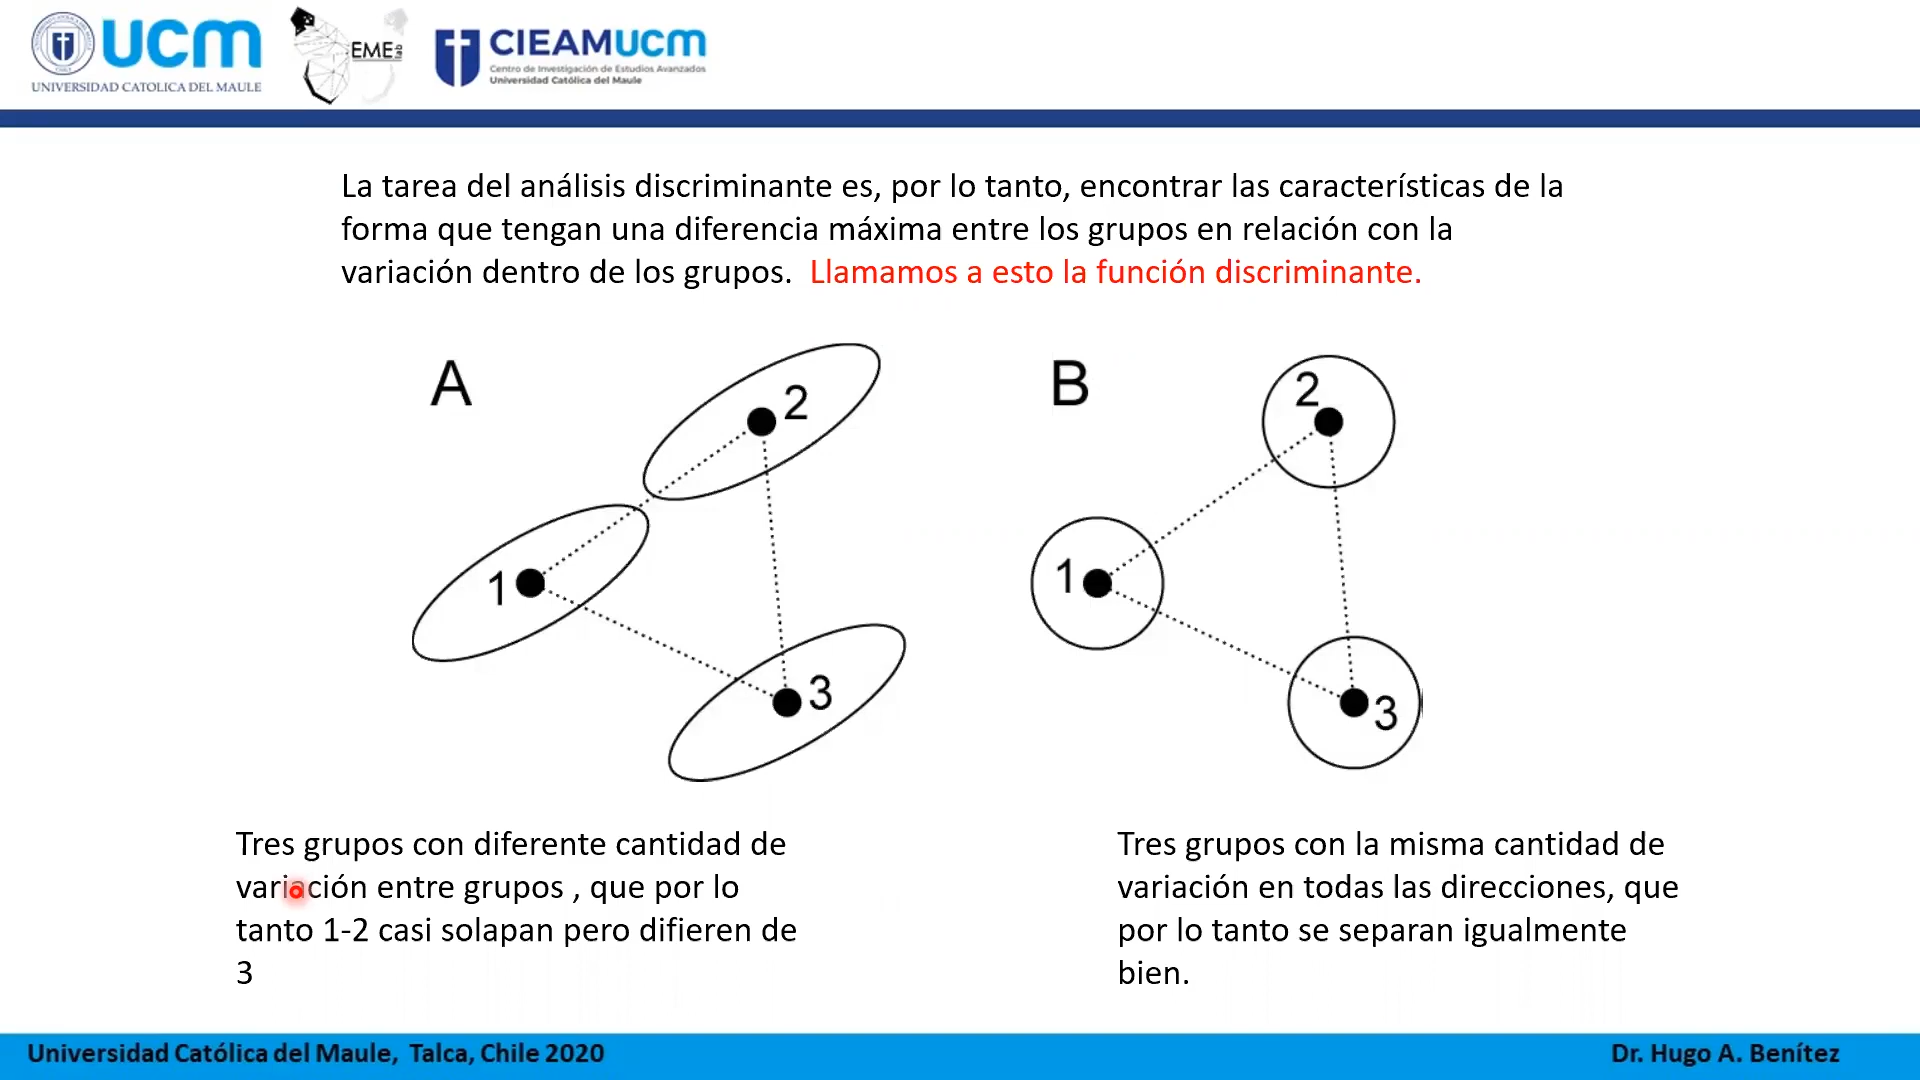 ucm
UNIVERSIDAD CATOLICA DEL MAULE
EME lab
CIEAMUCM
Centro de Investigación de Estudios Avanzados
Universidad Católica del Maule
La tarea del análisis discriminante es, por lo tanto, encontrar las características de la
forma que tengan una diferencia máxima entre los grupos en relación con la
variación dentro de los grupos. Llamamos a esto la función discriminante.
A
2
1
3
B
2
1
3
Tres grupos con diferente cantidad de
variación entre grupos , que por lo
tanto 1-2 casi solapan pero difieren de
3
Tres grupos con la misma cantidad de
variación en todas las direcciones, que
por lo tanto se separan igualmente
bien.
Universidad Católica del Maule, Talca, Chile 2020
Dr. Hugo A. Benítez